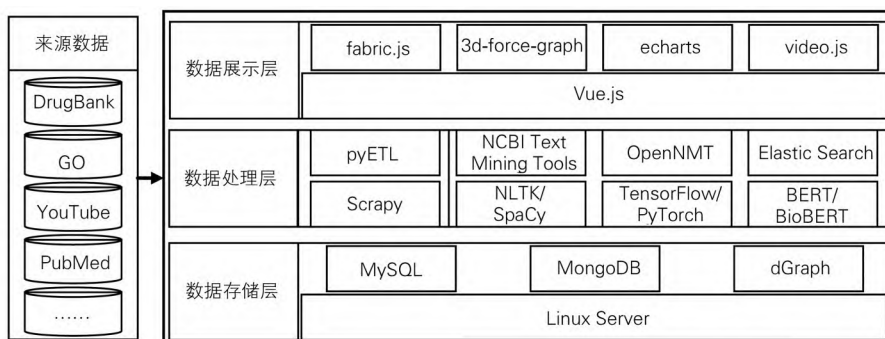 来源数据
DrugBank
GO
YouTube
PubMed
......
数据展示层
fabric.js
3d-force-graph
echarts
video.js
Vue.js
数据处理层
pyETL
NCBI Text
Mining Tools
OpenNMT
Elastic Search
Scrapy
NLTK/
SpaCy
TensorFlow/
PyTorch
BERT/
BioBERT
数据存储层
MySQL
MongoDB
dGraph
Linux Server